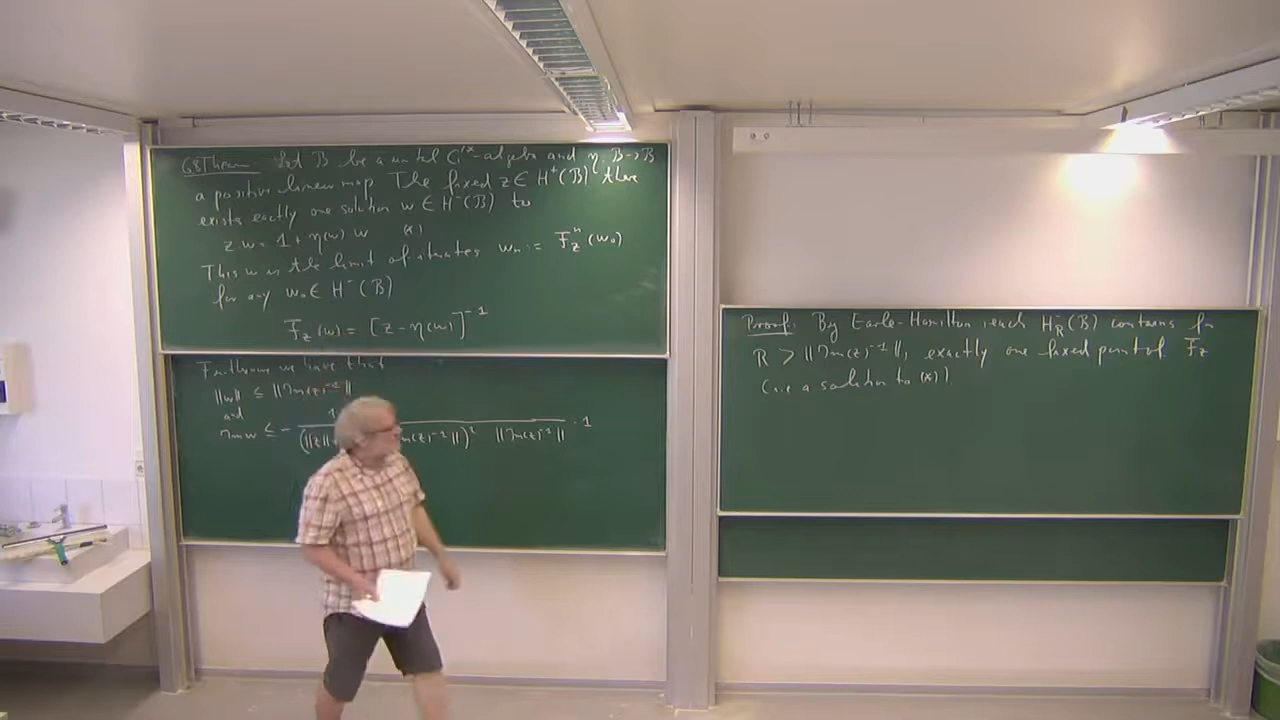 6.8 Theorem. Let B be a unital C*-algebra and η: B→B
a positive linear map. The fixed z ∈ H⁺(B) there
exists exactly one solution w ∈ H⁻(B) to
z w = 1 + η(w) w (*)
This w is the limit of iterates wₙ := F_z^n (w₀)
for any w₀ ∈ H⁻(B)
F_z(w) = [z - η(w)]⁻¹
Furthermore we have that
||w|| ≤ ||Im(z)⁻¹||
and
Im w ≤ - 1
(||z|| m(z)⁻¹||)² ||Im(z)⁻¹|| · 1
Proof. By Earle-Hamilton, each H_R⁻(B) contains for
R > ||Im(z)⁻¹||, exactly one fixed point of F_z
(i.e a solution to (*))